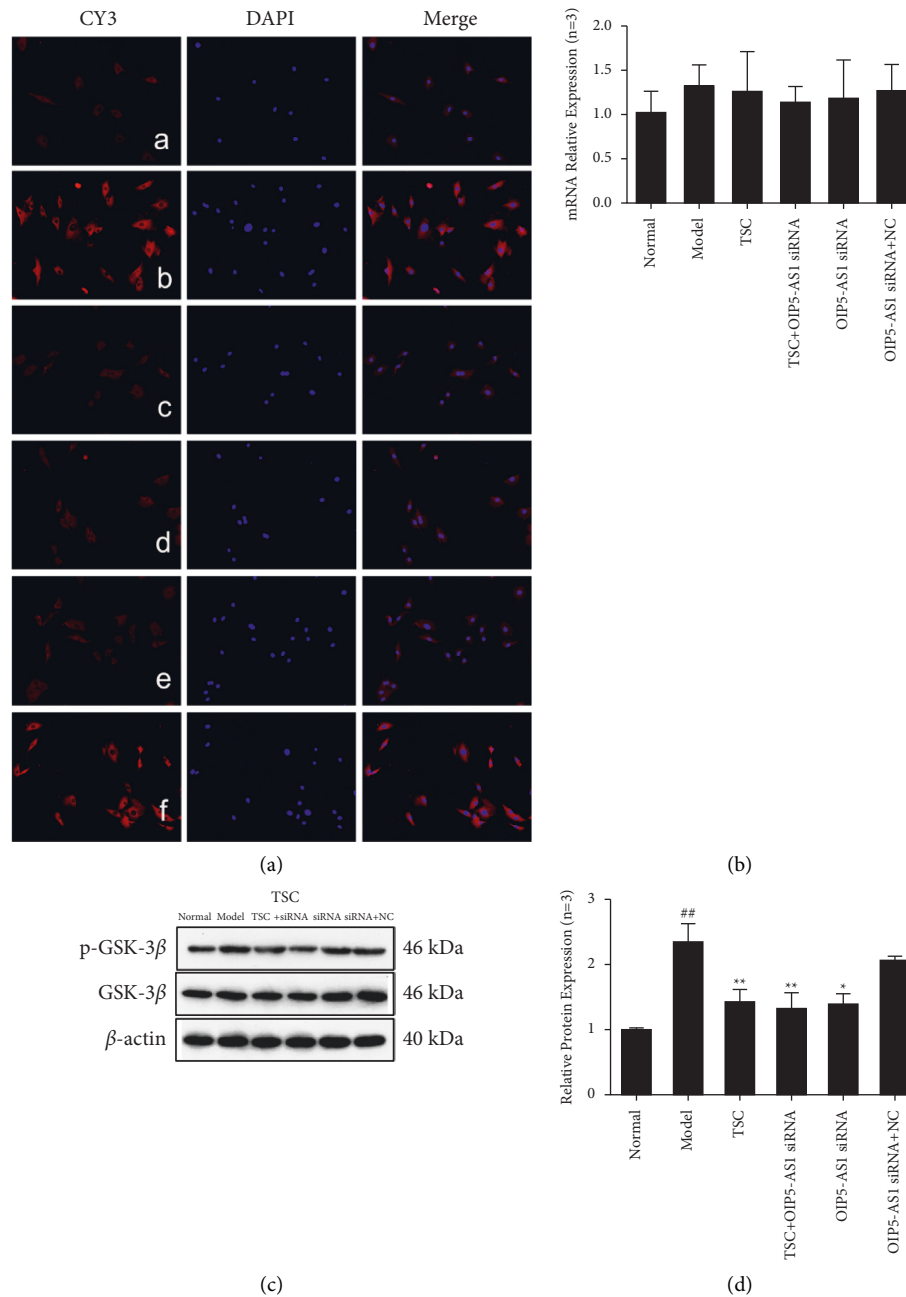 CY3 DAPI Merge
a
b
c
d
e
f
(a)
mRNA Relative Expression (n=3)
2.0
1.5
1.0
0.5
0.0
Normal
Model
TSC
TSC+OIP5-AS1 siRNA
OIP5-AS1 siRNA
OIP5-AS1 siRNA+NC
(b)
TSC
Normal Model TSC +siRNA siRNA siRNA+NC
p-GSK-3β 46 kDa
GSK-3β 46 kDa
β-actin 40 kDa
(c)
Relative Protein Expression (n=3)
3
2
1
0
##
**
**
*
Normal
Model
TSC
TSC+OIP5-AS1 siRNA
OIP5-AS1 siRNA
OIP5-AS1 siRNA+NC
(d)